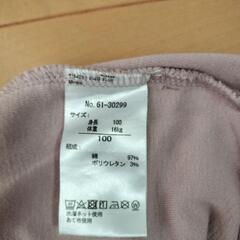 No. 61-30299
サイズ:
身長 100
体重 16kg
100
組成:
綿 97%
ポリウレタン 3%
洗濯ネット使用
あて布使用